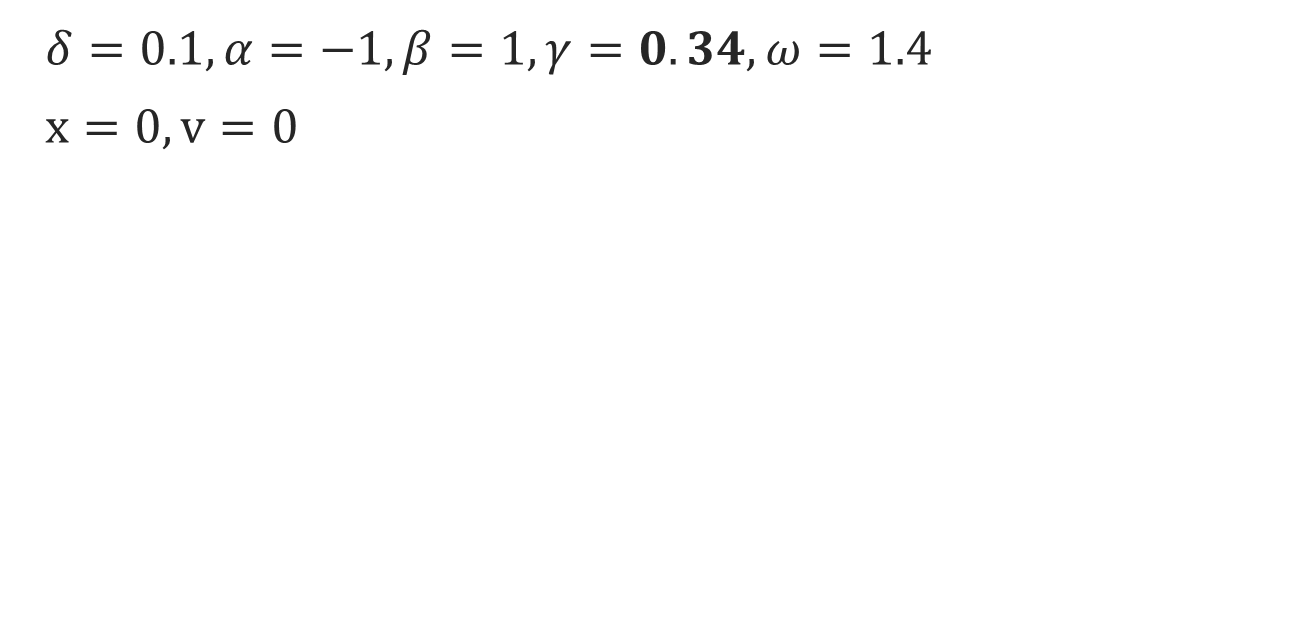 δ = 0.1, α = −1, β = 1, γ = 0.34, ω = 1.4
x = 0, v = 0